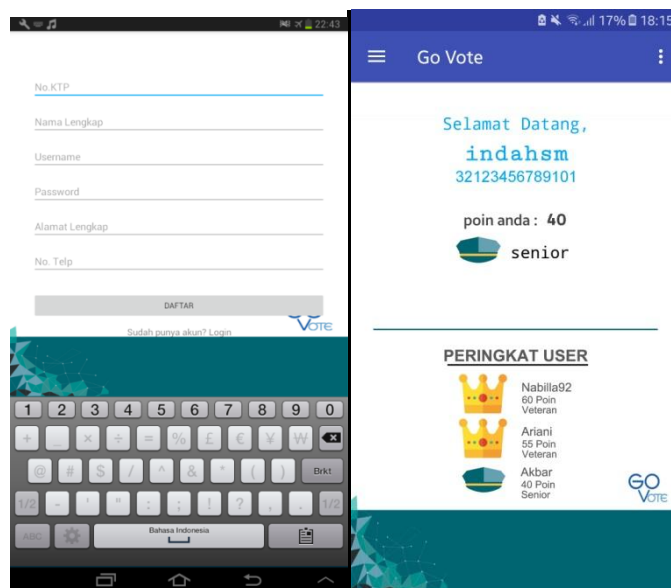 22:43
No.KTP
Nama Lengkap
Username
Password
Alamat Lengkap
No. Telp
DAFTAR
Sudah punya akun? Login
VOTE
1 2 3 4 5 6 7 8 9 0
+ _ × ÷ = % £ € ¥ ₩
@ # $ / ^ & * ( ) Brkt
1/2 - ' " : ; ! ? , . 1/2
ABC Bahasa Indonesia
17% 18:15
Go Vote
Selamat Datang,
indahsm
32123456789101
poin anda : 40
senior
PERINGKAT USER
Nabilla92
60 Poin
Veteran
Ariani
55 Poin
Veteran
Akbar
40 Poin
Senior
GO
VOTE